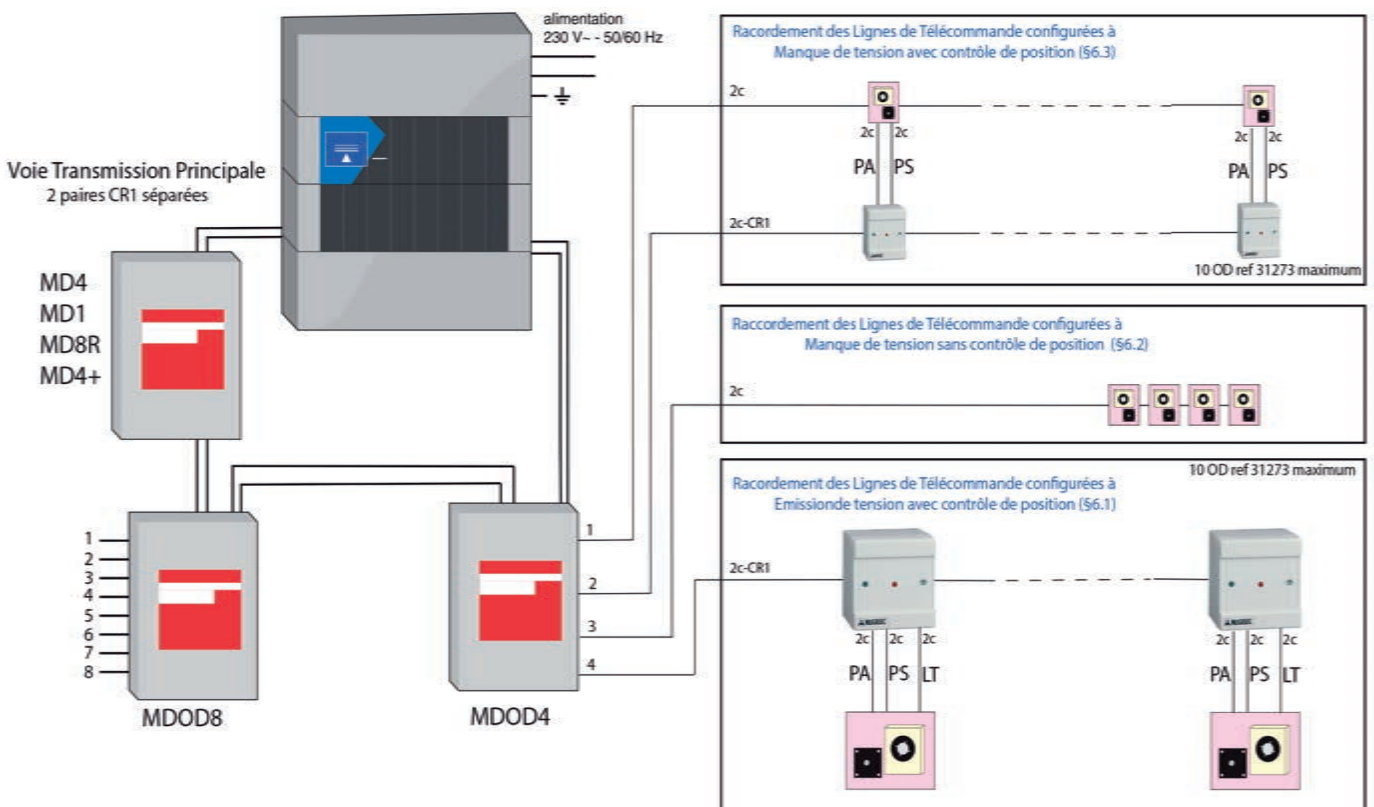 alimentation
230 V~ - 50/60 Hz
Voie Transmission Principale
2 paires CR1 séparées
MD4
MD1
MD8R
MD4+
1
2
3
4
5
6
7
8
MDOD8
1
2
3
4
MDOD4
Racordement des Lignes de Télécommande configurées à
Manque de tension avec contrôle de position (§6.3)
2c
2c 2c
PA PS
2c 2c
PA PS
2c-CR1
10 OD ref 31273 maximum
Raccordement des Lignes de Télécommande configurées à
Manque de tension sans contrôle de position (§6.2)
2c
10 OD ref 31273 maximum
Racordement des Lignes de Télécommande configurées à
Emissionde tension avec contrôle de position (§6.1)
2c-CR1
2c 2c 2c
PA PS LT
2c 2c 2c
PA PS LT